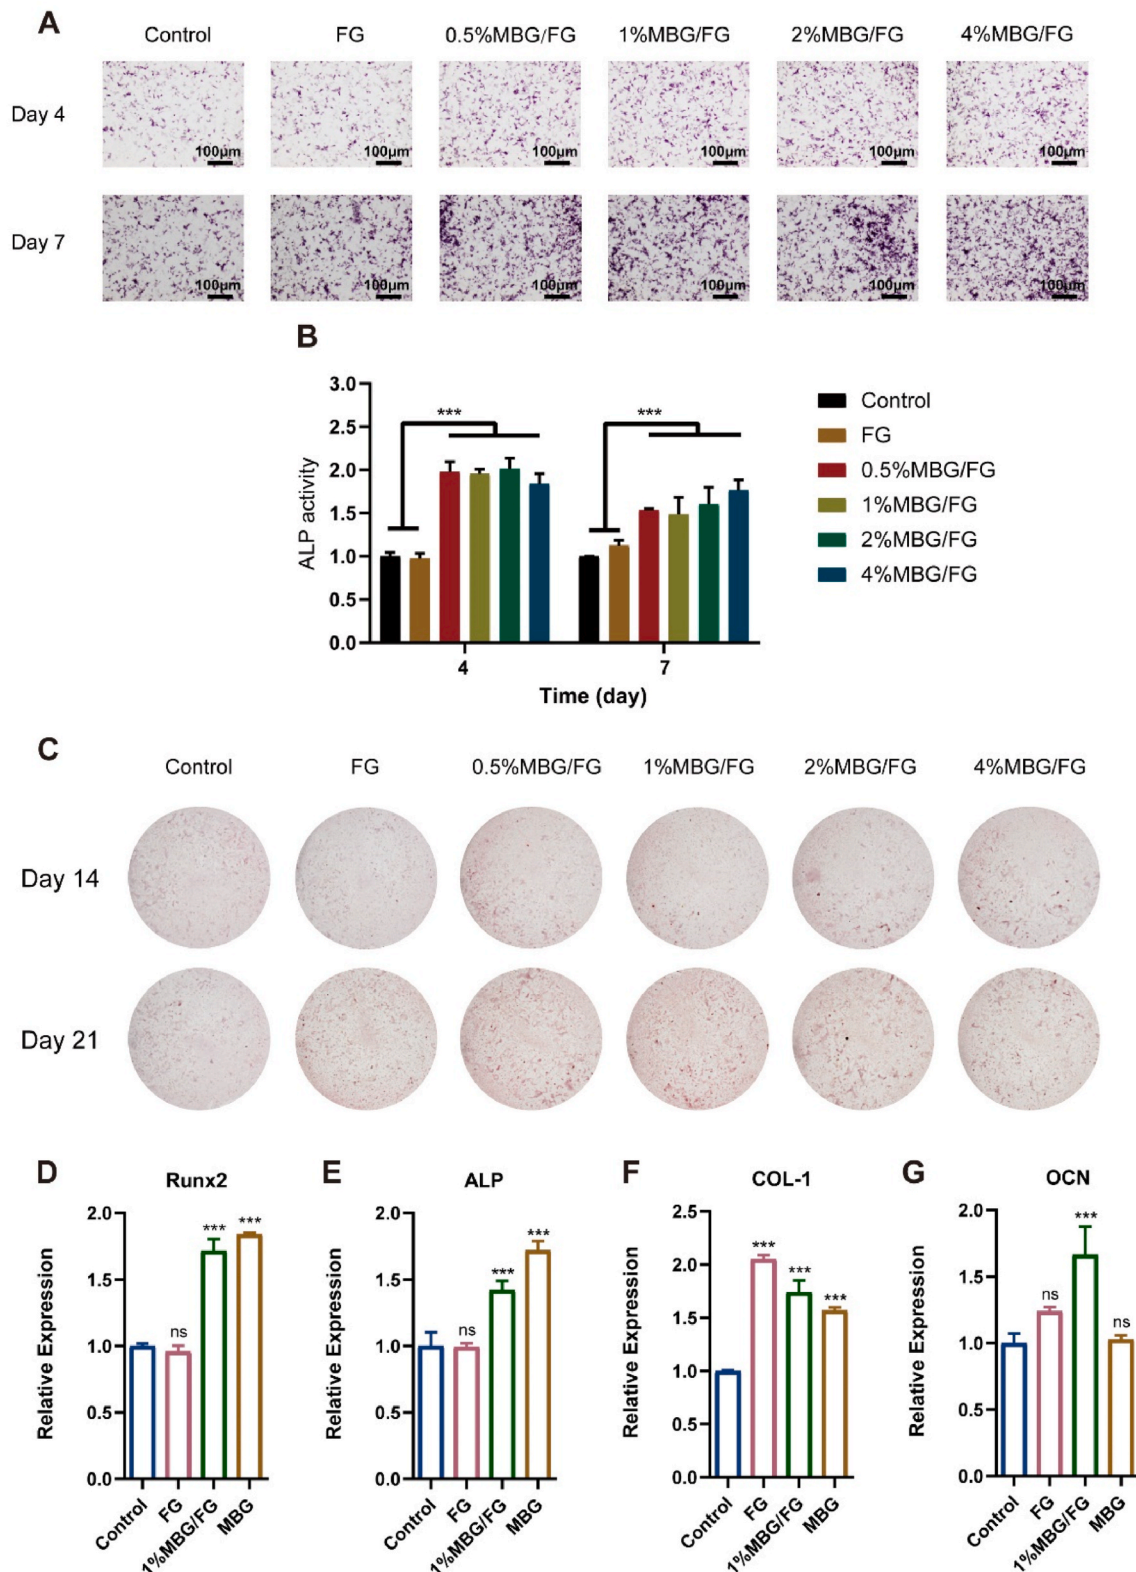 A
Control FG 0.5%MBG/FG 1%MBG/FG 2%MBG/FG 4%MBG/FG
Day 4
100μm 100μm 100μm 100μm 100μm 100μm
Day 7
100μm 100μm 100μm 100μm 100μm 100μm
B
ALP activity
3.0
2.5
2.0
1.5
1.0
0.5
0.0
*** ***
4 7
Time (day)
Control
FG
0.5%MBG/FG
1%MBG/FG
2%MBG/FG
4%MBG/FG
C
Control FG 0.5%MBG/FG 1%MBG/FG 2%MBG/FG 4%MBG/FG
Day 14
Day 21
D
Runx2
Relative Expression
2.0
1.5
1.0
0.5
0.0
ns *** ***
Control FG 1%MBG/FG MBG
E
ALP
Relative Expression
2.0
1.5
1.0
0.5
0.0
ns *** ***
Control FG 1%MBG/FG MBG
F
COL-1
Relative Expression
2.5
2.0
1.5
1.0
0.5
0.0
*** *** ***
Control FG 1%MBG/FG MBG
G
OCN
Relative Expression
2.0
1.5
1.0
0.5
0.0
ns *** ns
Control FG 1%MBG/FG MBG